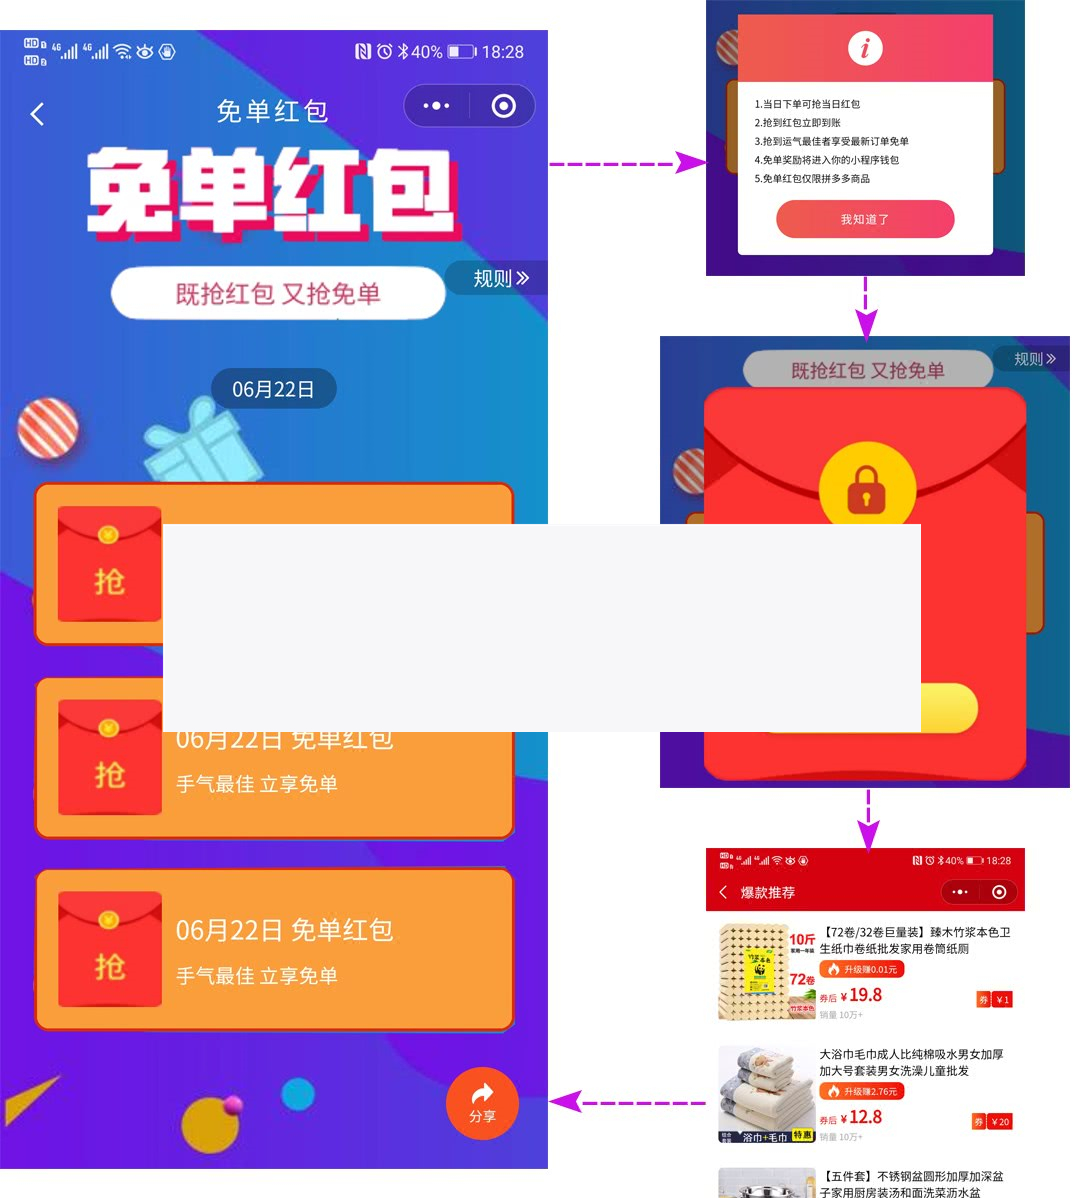 HD 1 4G 4G 40% 18:28
HD 2
免单红包
免单红包
规则
既抢红包 又抢免单
06月22日
抢
06月22日 免单红包
手气最佳 立享免单
抢
06月22日 免单红包
手气最佳 立享免单
抢
分享
1.当日下单可抢当日红包
2.抢到红包立即到账
3.抢到运气最佳者享受最新订单免单
4.免单奖励将进入你的小程序钱包
5.免单红包仅限拼多多商品
我知道了
规则
既抢红包 又抢免单
4G 4G 40% 18:28
爆款推荐
10斤
72卷
竹浆本色
【72卷/32卷巨量装】臻木竹浆本色卫
生纸巾卷纸批发家用卷筒纸厕
升级赚0.01元
券后 ¥19.8
券 ¥1
销量 10万+
浴巾+毛巾 特惠
大浴巾毛巾成人比纯棉吸水男女加厚
加大号套装男女洗澡儿童批发
升级赚2.76元
券后 ¥12.8
券 ¥20
销量 10万+
【五件套】不锈钢盆圆形加厚加深盆
子家用厨房装汤和面洗菜沥水盆